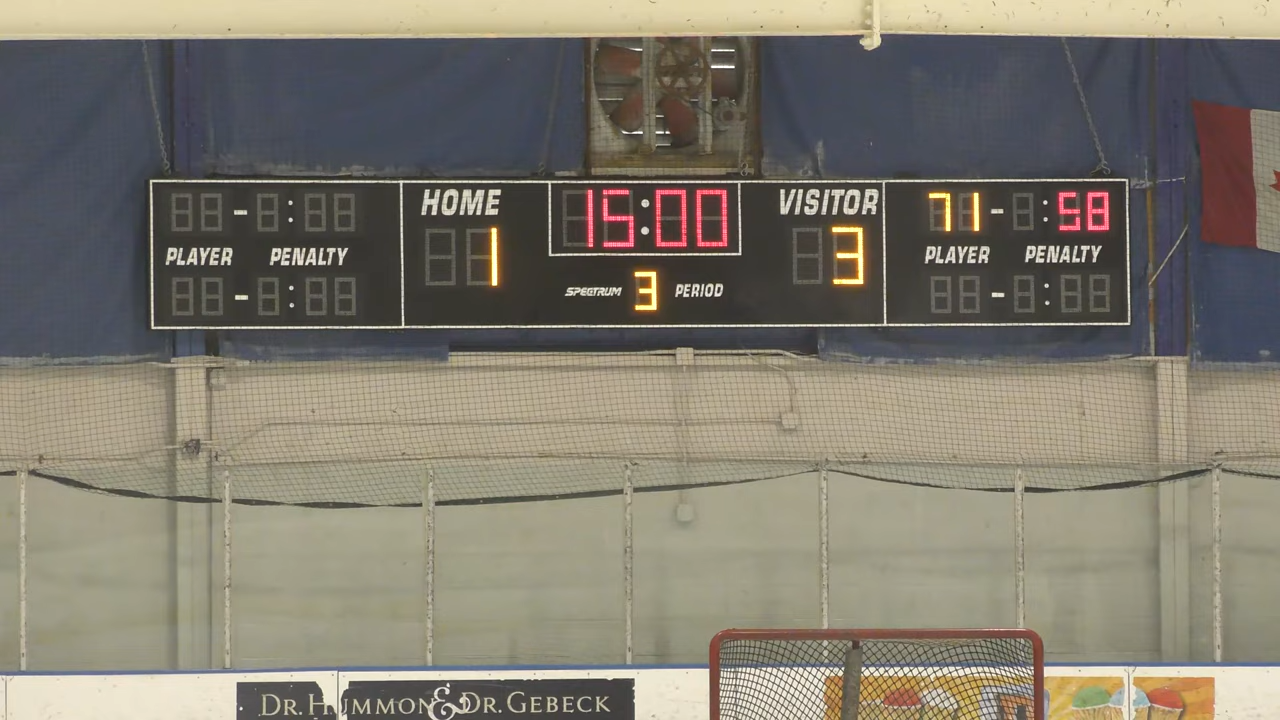 HOME 15:00 VISITOR 71 - :58
PLAYER PENALTY 1 3 PLAYER PENALTY
SPECTRUM 3 PERIOD
DR. HUMMON & DR. GEBECK